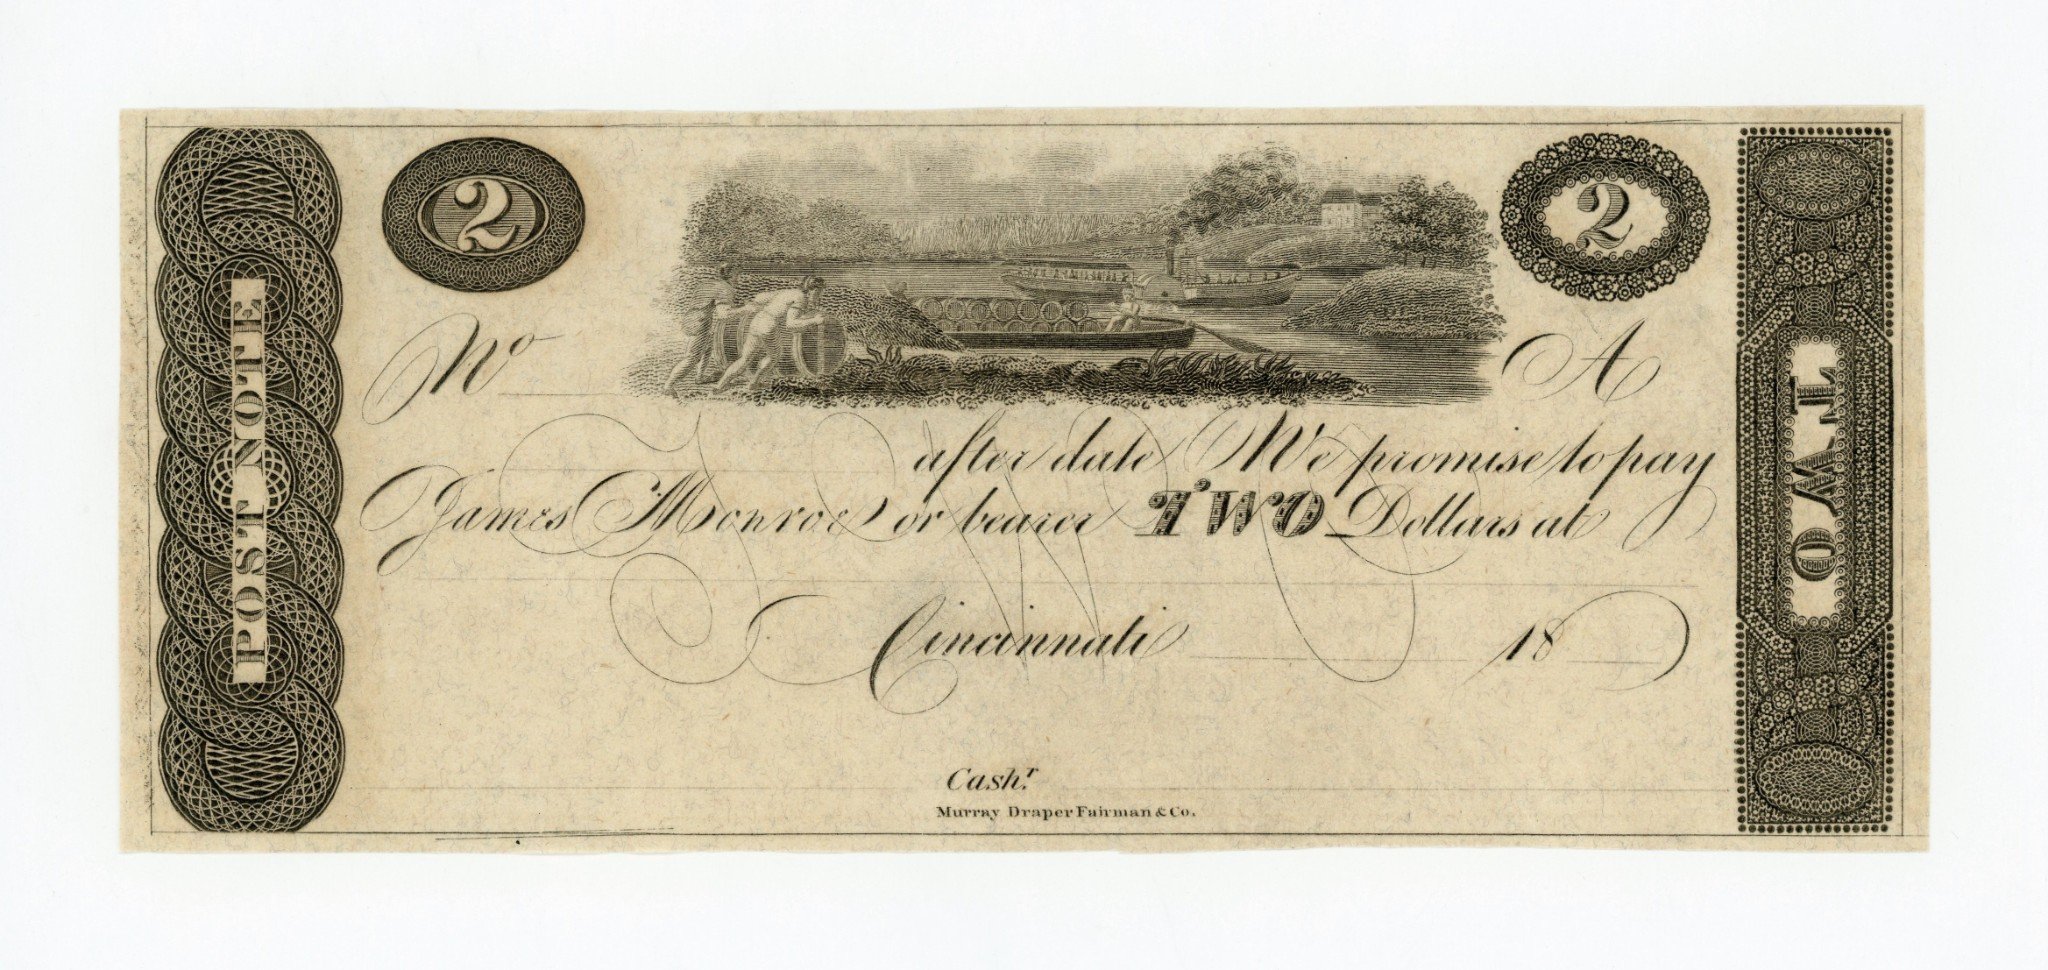 POST NOTE
2
2
TWO
No
A
after date We promise to pay
James Monroe or bearer TWO Dollars at
Cincinnati 18
Cashr.
Murray Draper Fairman & Co.